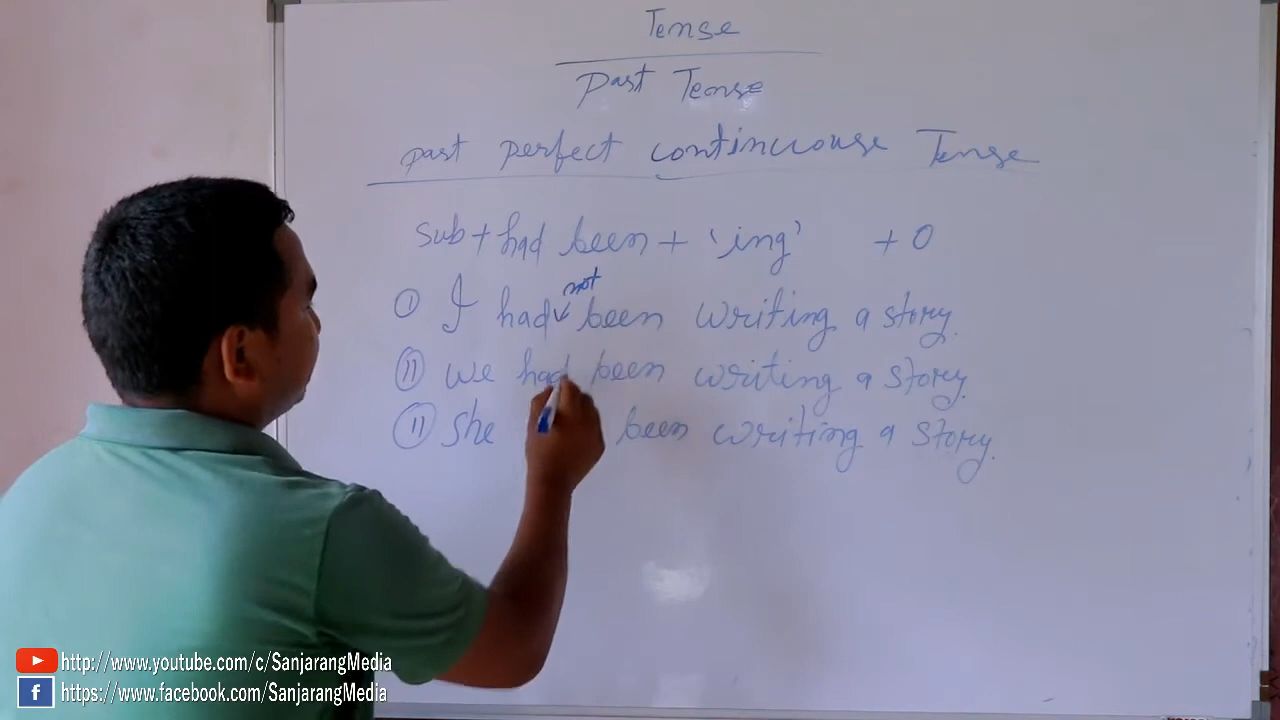 Tense
Past Tense
past perfect continuouse Tense
sub + had been + 'ing' + O
not
① I had been writing a story.
⑪ we had been writing a story.
⑪ she been writing a story.
http://www.youtube.com/c/SanjarangMedia
https://www.facebook.com/SanjarangMedia